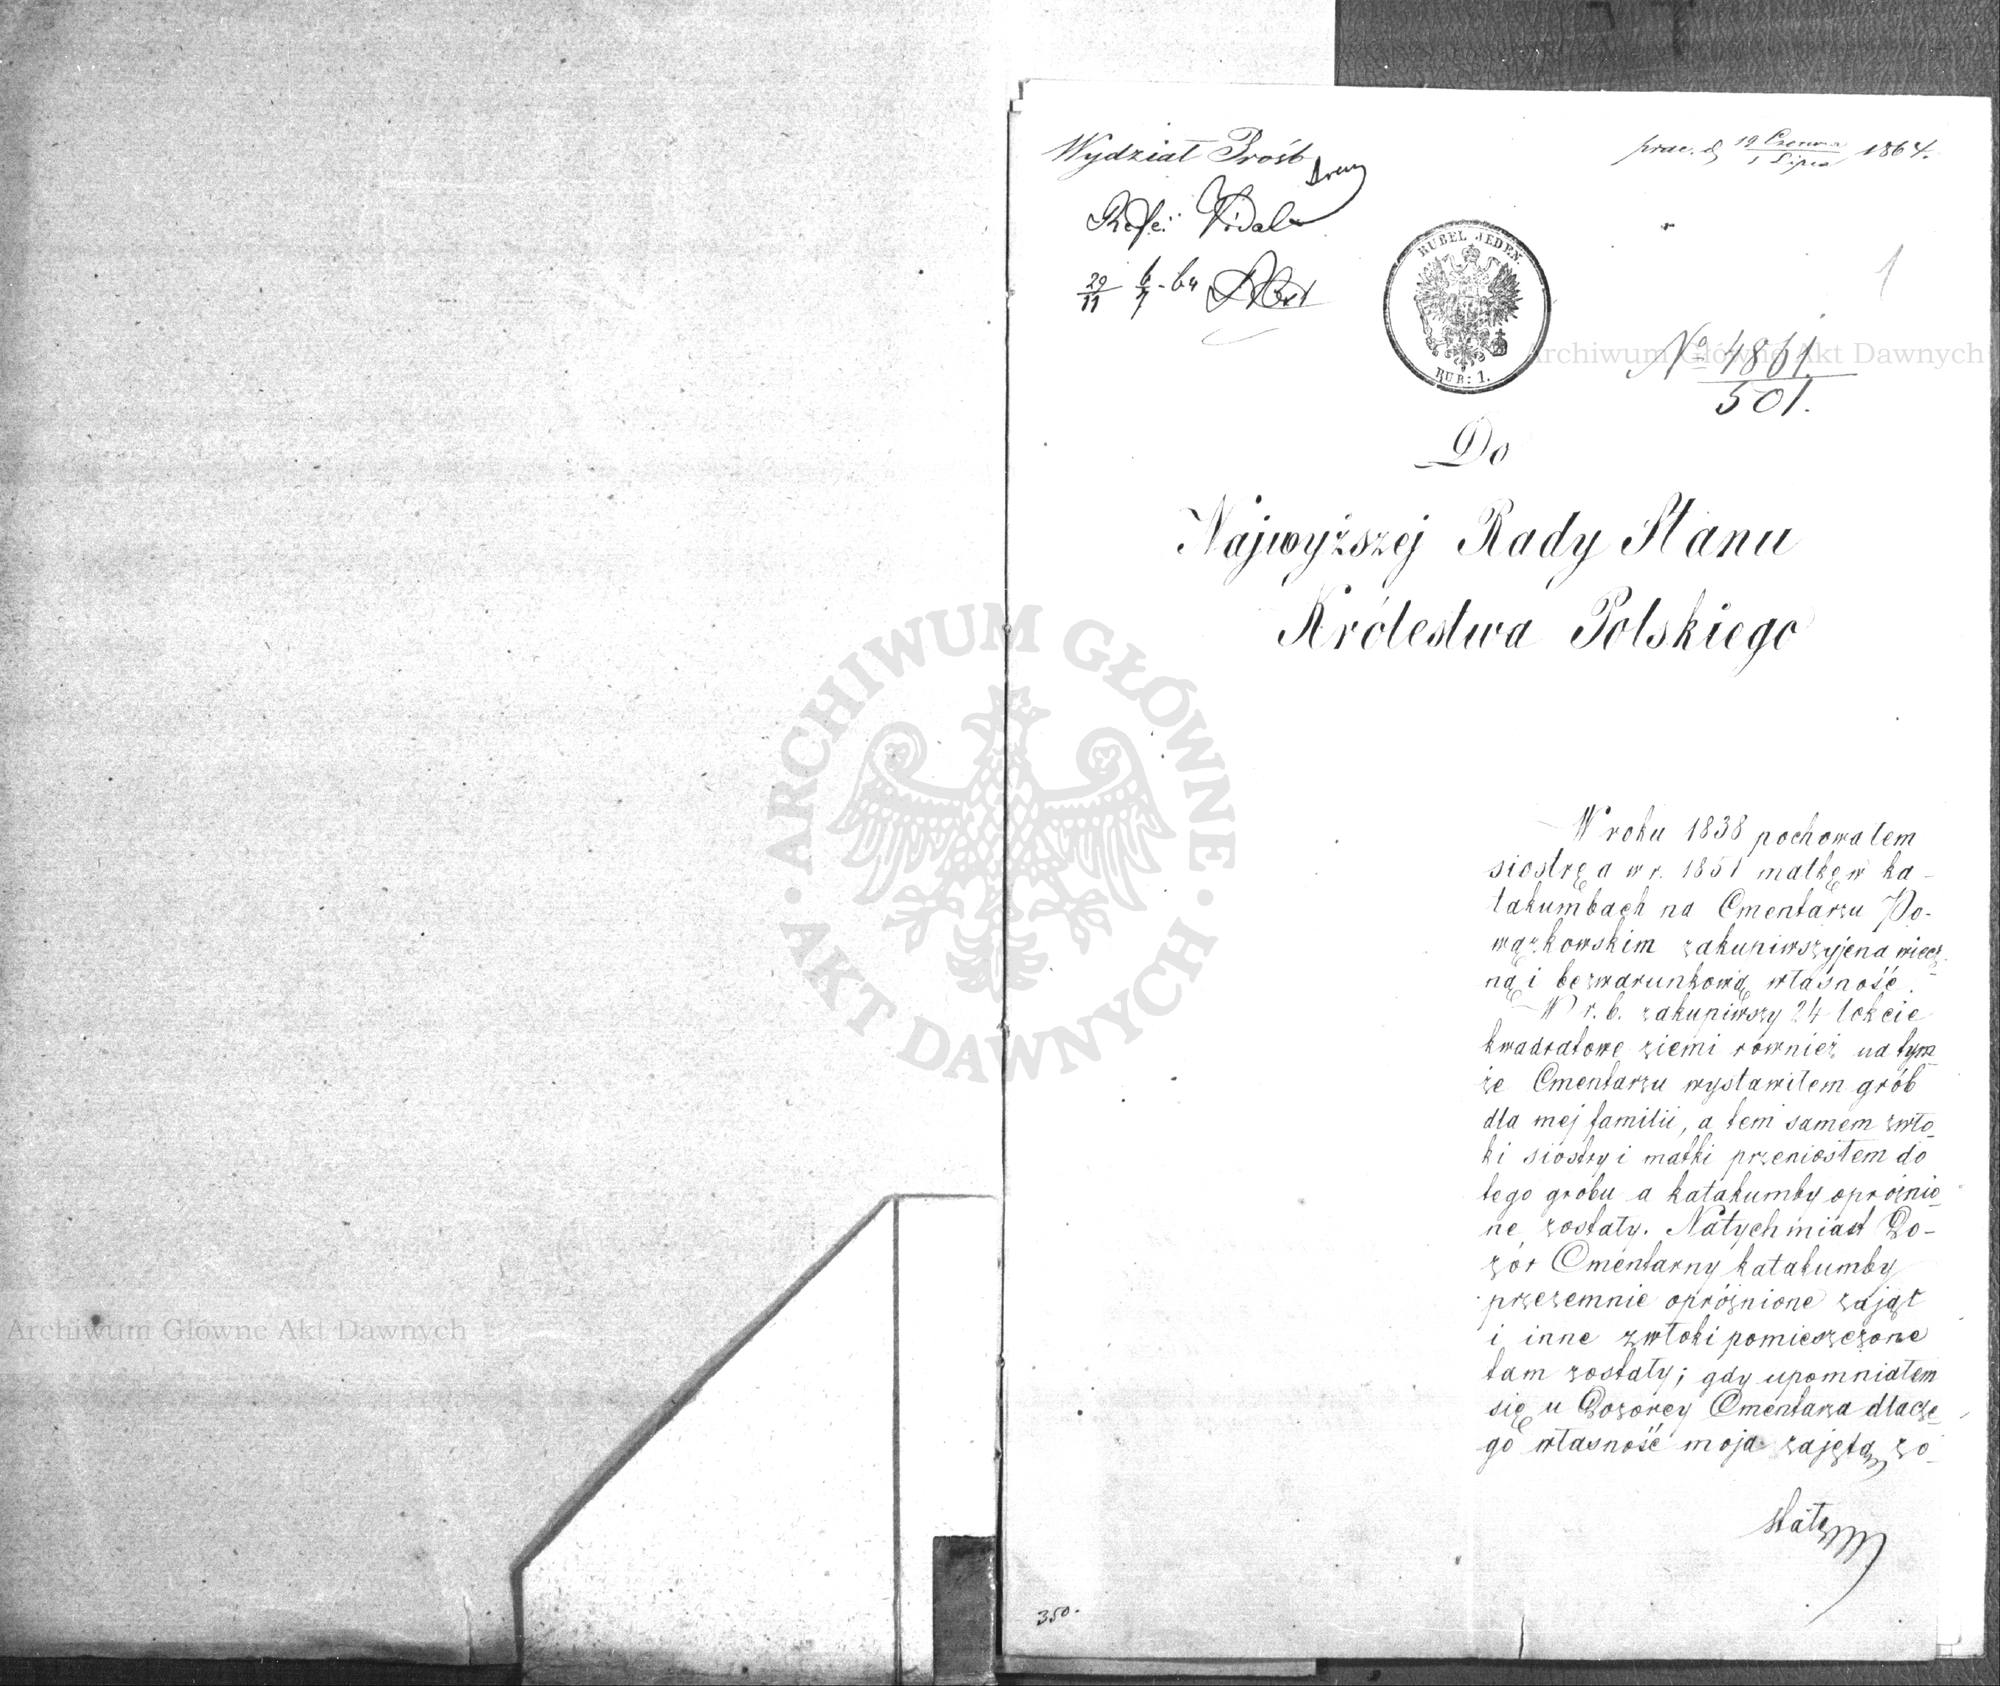 Wydział Próśb
prac. d. 19 Czerwca 1864.
1 Lipca
Refei Vidal
29/11 6/7 - 64
RUBEL JEDEN.
RUB: 1.
1
No 4861.
501.
Do
Najwyższej Rady Stanu
Królestwa Polskiego
W roku 1838 pochowałem
siostrę a w r. 1851 matkę w ka-
takumbach na Cmentarzu Po-
wązkowskim zakupiwszy je na wiecz-
ną i bezwarunkową własność.
W r. b. zakupiwszy 24 łokcie
kwadratowe ziemi również na tym-
że Cmentarzu wystawiłem grób
dla mej familii, a tem samem zwło-
ki siostry i matki przeniosłem do
tego grobu a katakumby opróżnio-
ne zostały. Natychmiast Do-
zór Cmentarny katakumby
przezemnie opróżnione zajął
i inne zwłoki pomieszczone
tam zostały; gdy upomniałem
się u Dozorcy Cmentarza dlacze-
go własność moja zajętą zo-
stała
350.
ARCHIWUM GŁÓWNE AKT DAWNYCH
Archiwum Główne Akt Dawnych
Archiwum Główne Akt Dawnych